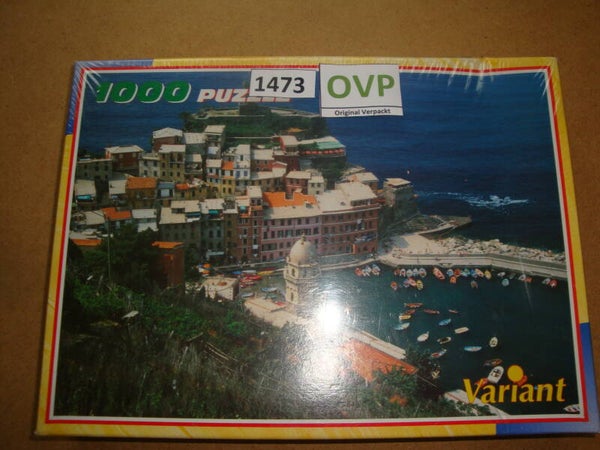 1000 PUZZLE
1473
OVP
Original Verpackt
Variant